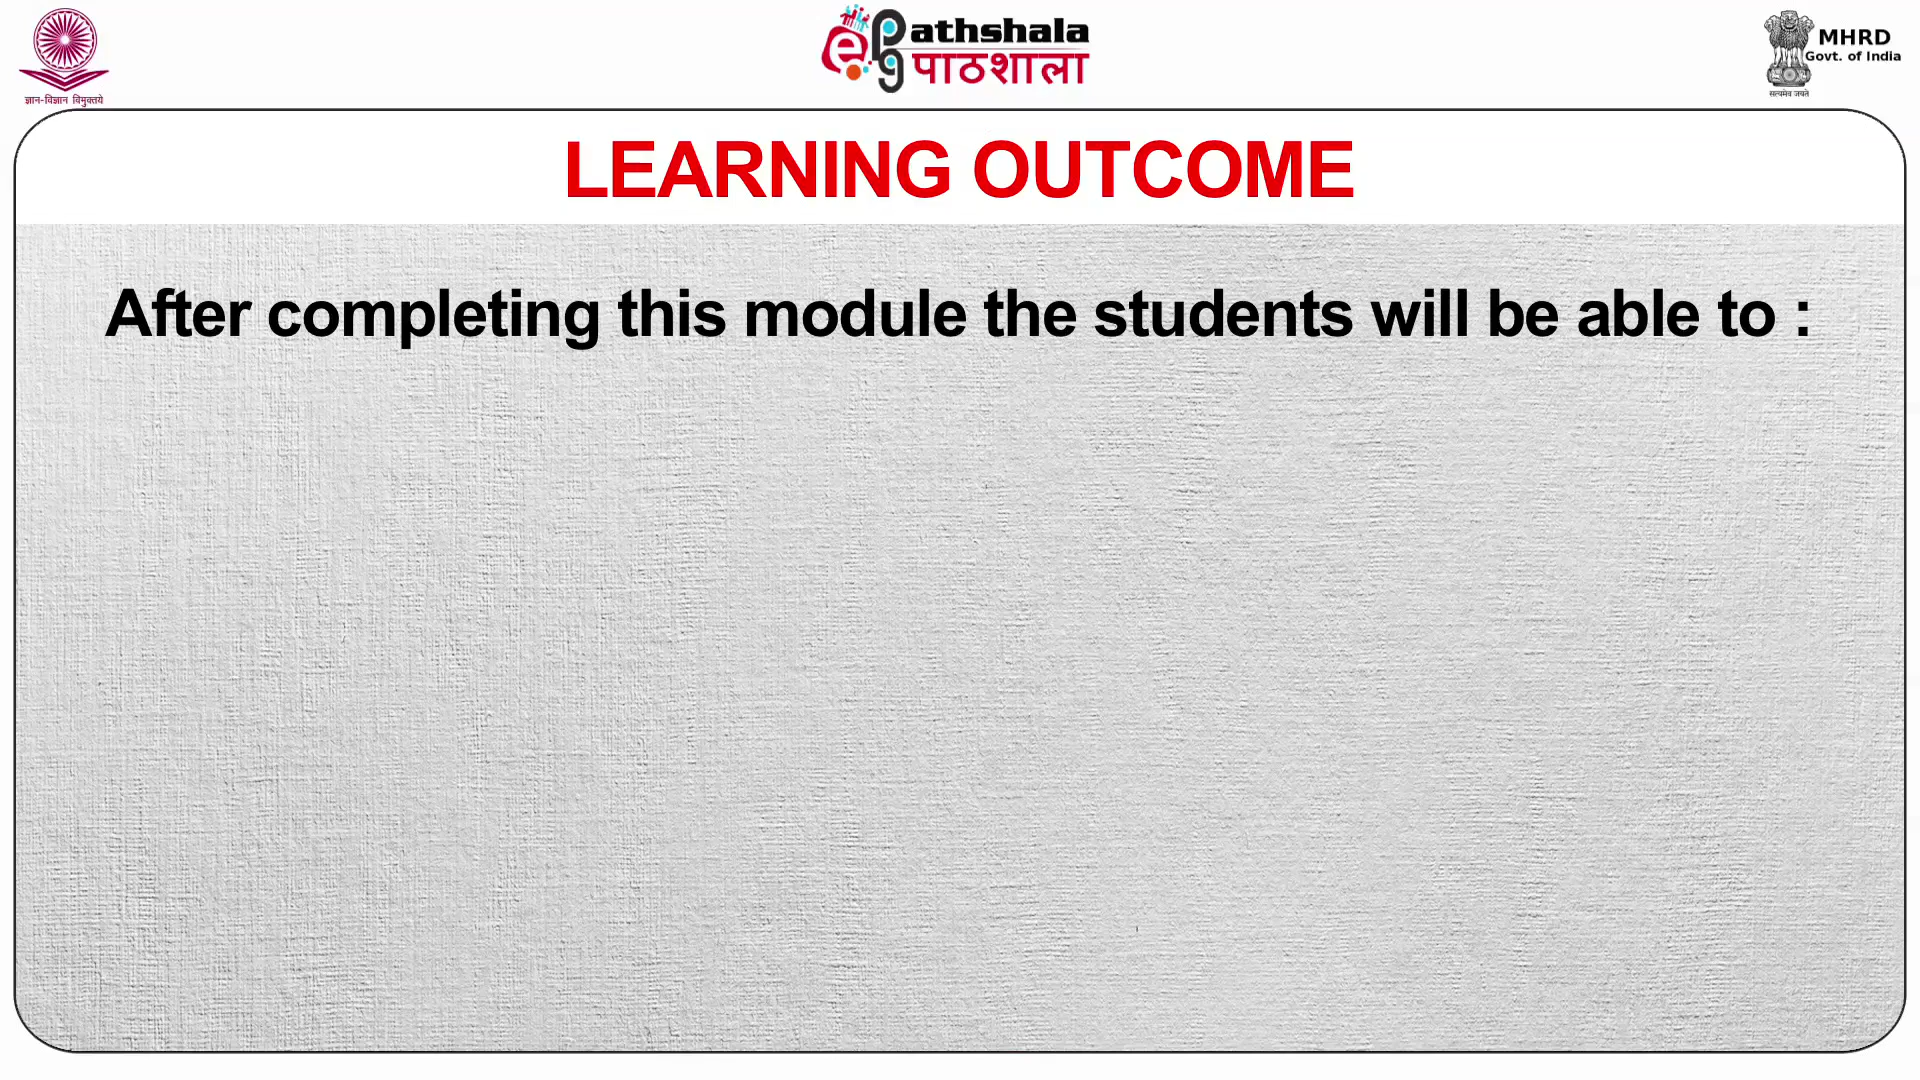 ज्ञान-विज्ञान विमुक्तये
ePGathshala
पाठशाला
MHRD
Govt. of India
सत्यमेव जयते
LEARNING OUTCOME
After completing this module the students will be able to :